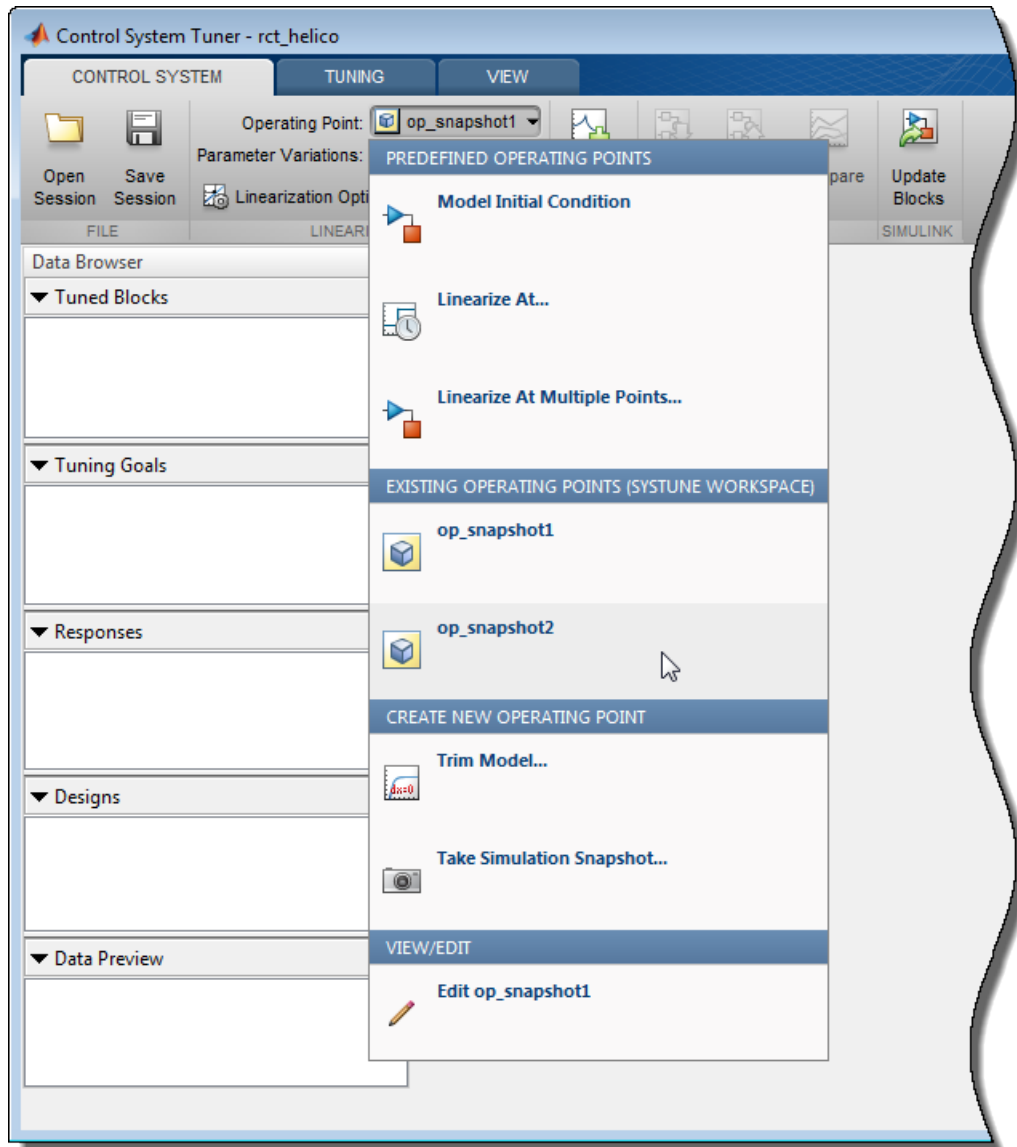 Control System Tuner - rct_helico
CONTROL SYSTEM TUNING VIEW
Operating Point: op_snapshot1
Parameter Variations:
Open Session
Save Session
Linearization Opti
pare
Update Blocks
FILE
LINEARI
SIMULINK
Data Browser
Tuned Blocks
Tuning Goals
Responses
Designs
Data Preview
PREDEFINED OPERATING POINTS
Model Initial Condition
Linearize At...
Linearize At Multiple Points...
EXISTING OPERATING POINTS (SYSTUNE WORKSPACE)
op_snapshot1
op_snapshot2
CREATE NEW OPERATING POINT
dx=0
Trim Model...
Take Simulation Snapshot...
VIEW/EDIT
Edit op_snapshot1